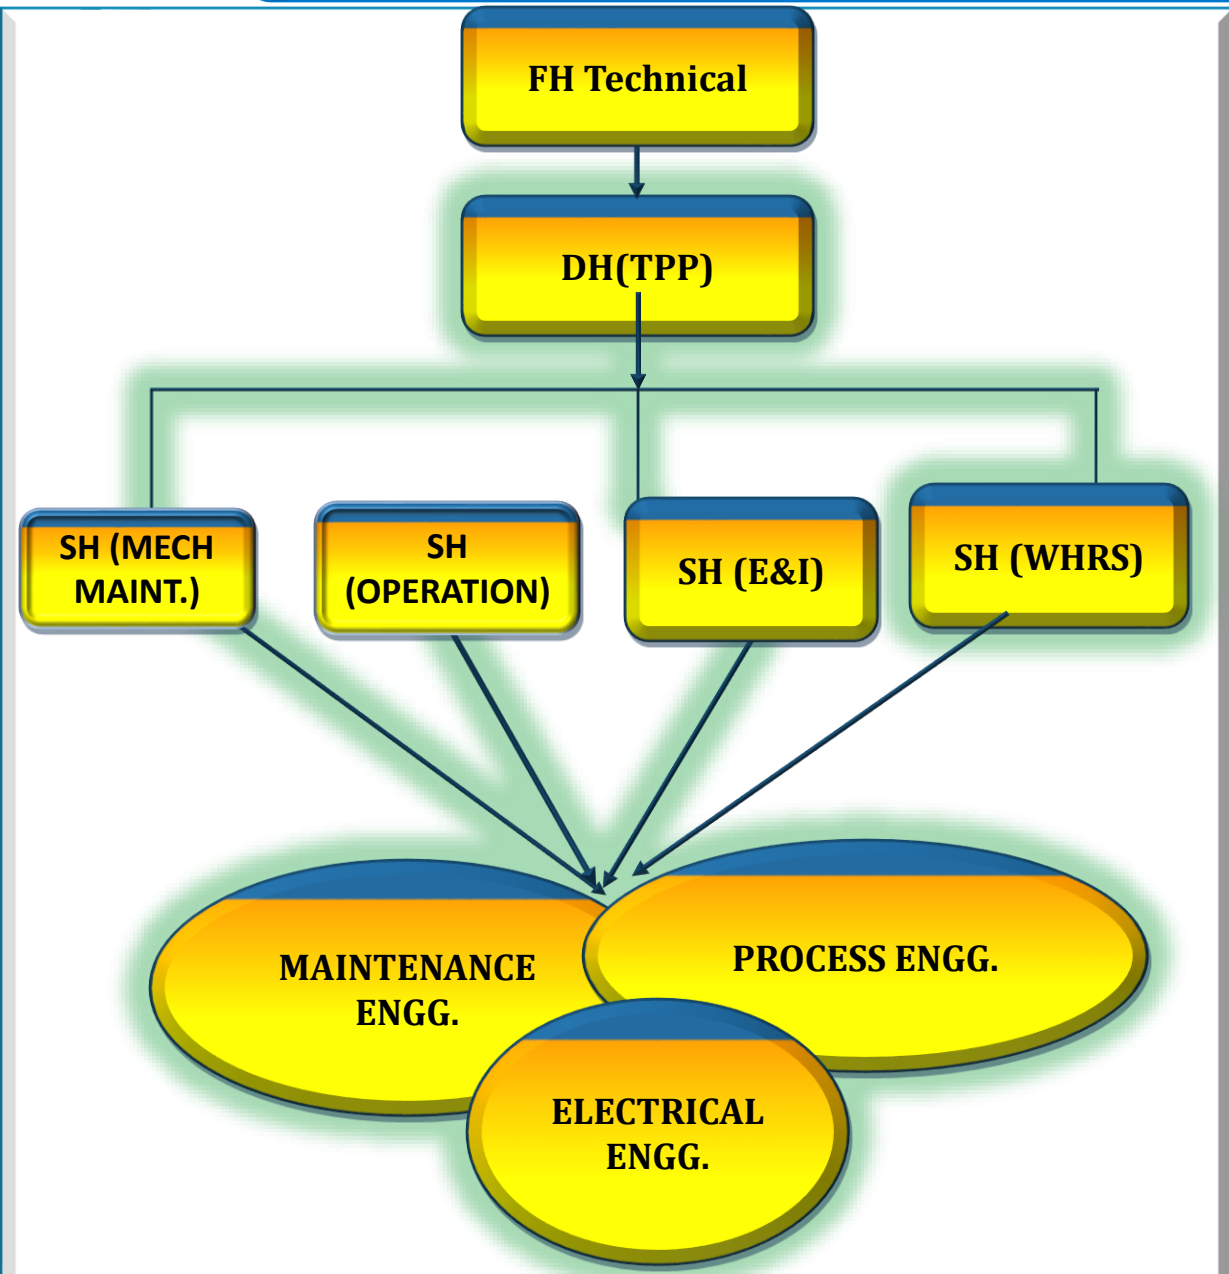 FH Technical
DH(TPP)
SH (MECH
MAINT.)
SH
(OPERATION)
SH (E&I)
SH (WHRS)
MAINTENANCE
ENGG.
PROCESS ENGG.
ELECTRICAL
ENGG.